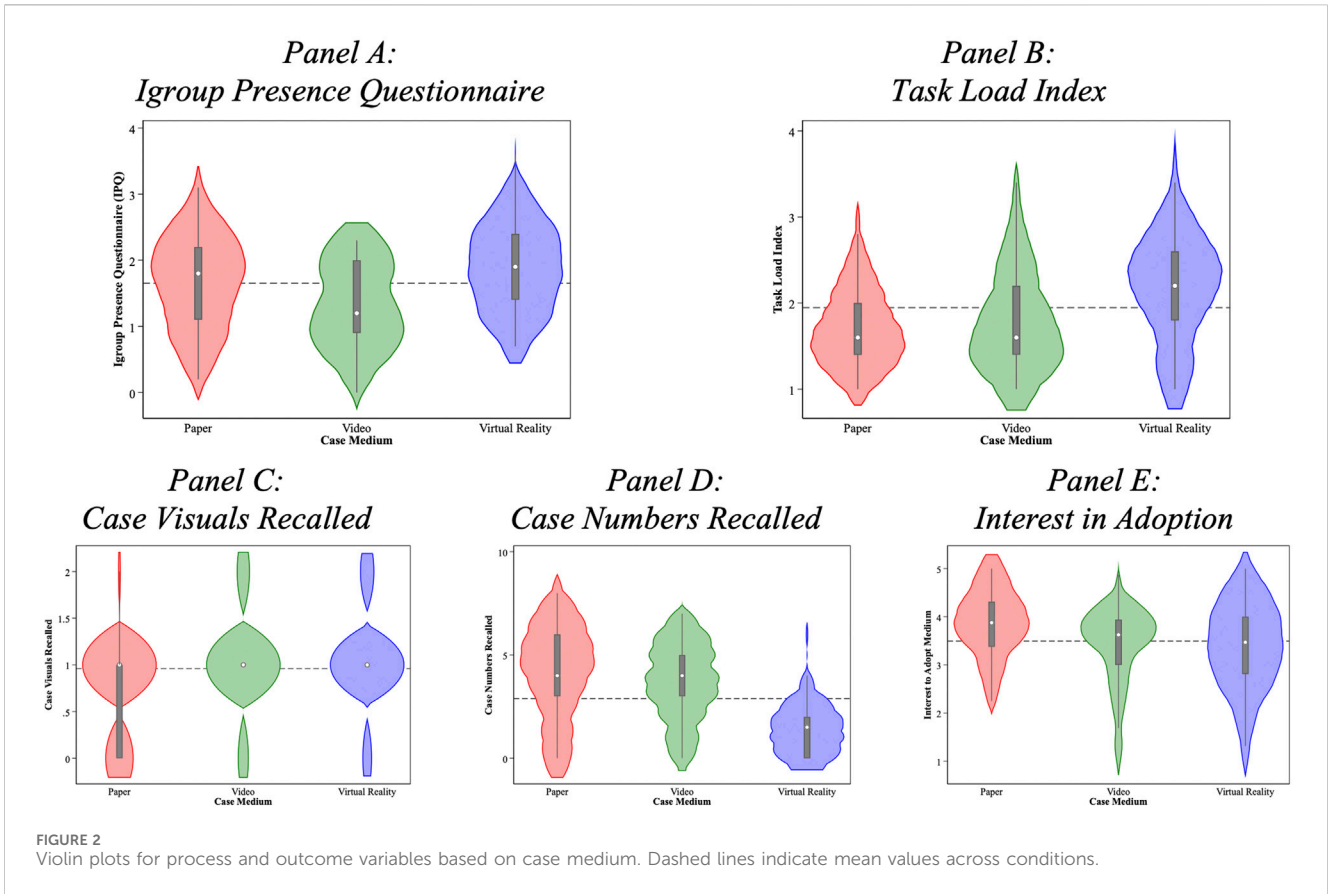 Panel A:
Igroup Presence Questionnaire
Igroup Presence Questionnaire (IPQ)
4
3
2
1
0
Paper
Video
Virtual Reality
Case Medium
Panel B:
Task Load Index
Task Load Index
4
3
2
1
Paper
Video
Virtual Reality
Case Medium
Panel C:
Case Visuals Recalled
Case Visuals Recalled
2
1.5
1
.5
0
Paper
Video
Virtual Reality
Case Medium
Panel D:
Case Numbers Recalled
Case Numbers Recalled
10
5
0
Paper
Video
Virtual Reality
Case Medium
Panel E:
Interest in Adoption
Interest to Adopt Medium
5
4
3
2
1
Paper
Video
Virtual Reality
Case Medium
FIGURE 2
Violin plots for process and outcome variables based on case medium. Dashed lines indicate mean values across conditions.